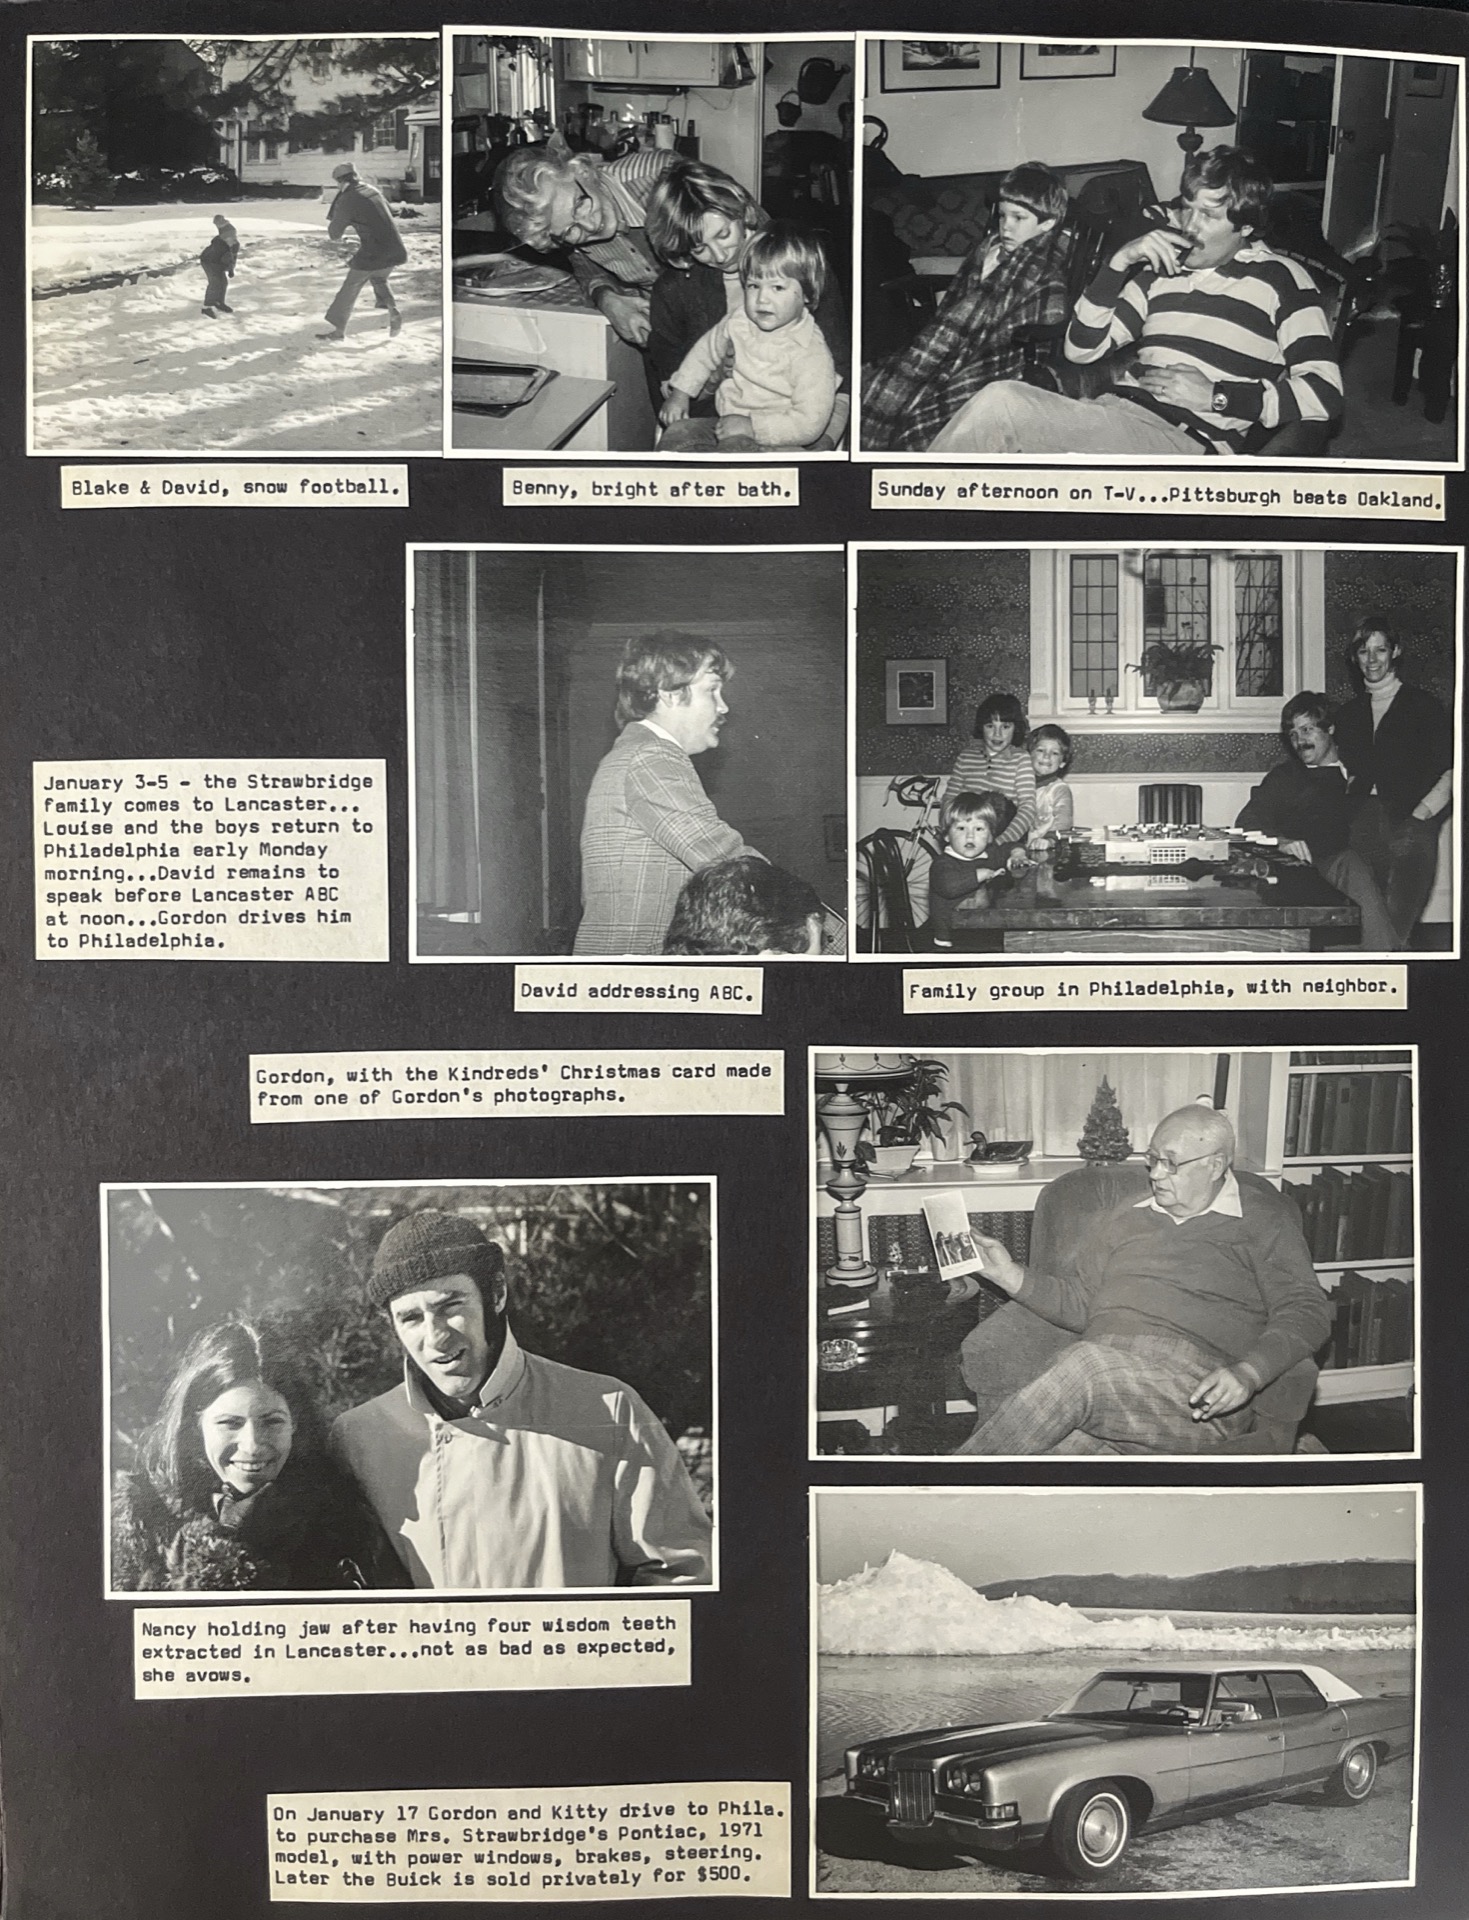 Blake & David, snow football.
Benny, bright after bath.
Sunday afternoon on T-V...Pittsburgh beats Oakland.
January 3-5 - the Strawbridge
family comes to Lancaster...
Louise and the boys return to
Philadelphia early Monday
morning...David remains to
speak before Lancaster ABC
at noon...Gordon drives him
to Philadelphia.
David addressing ABC.
Family group in Philadelphia, with neighbor.
Gordon, with the Kindreds' Christmas card made
from one of Gordon's photographs.
Nancy holding jaw after having four wisdom teeth
extracted in Lancaster...not as bad as expected,
she avows.
On January 17 Gordon and Kitty drive to Phila.
to purchase Mrs. Strawbridge's Pontiac, 1971
model, with power windows, brakes, steering.
Later the Buick is sold privately for $500.